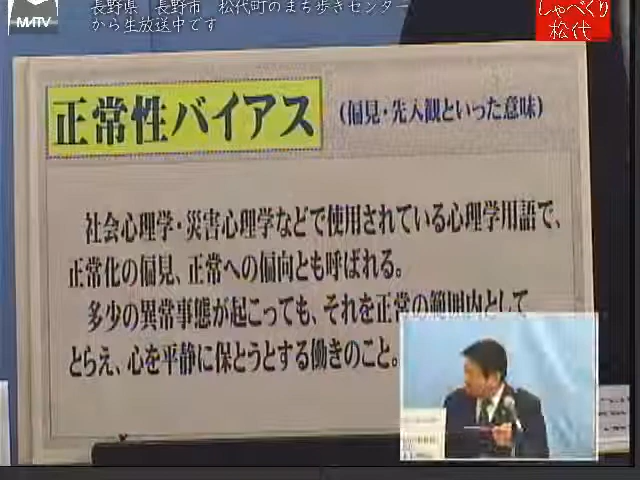 長野県 長野市 松代町のまち歩きセンター
から生放送中です
MATV
しゃべくり
松代
正常性バイアス (偏見・先入観といった意味)
社会心理学・災害心理学などで使用されている心理学用語で、
正常化の偏見、正常への偏向とも呼ばれる。
多少の異常事態が起こっても、それを正常の範囲内として
とらえ、心を平静に保とうとする働きのこと。